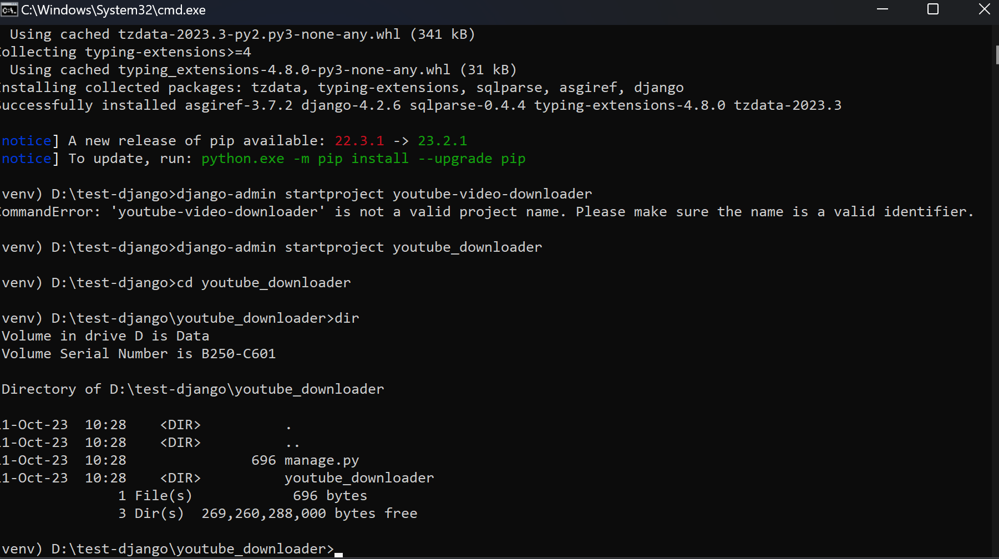 C:\Windows\System32\cmd.exe
Using cached tzdata-2023.3-py2.py3-none-any.whl (341 kB)
Collecting typing-extensions>=4
Using cached typing_extensions-4.8.0-py3-none-any.whl (31 kB)
Installing collected packages: tzdata, typing-extensions, sqlparse, asgiref, django
Successfully installed asgiref-3.7.2 django-4.2.6 sqlparse-0.4.4 typing-extensions-4.8.0 tzdata-2023.3
notice] A new release of pip available: 22.3.1 -> 23.2.1
notice] To update, run: python.exe -m pip install --upgrade pip
venv) D:\test-django>django-admin startproject youtube-video-downloader
CommandError: 'youtube-video-downloader' is not a valid project name. Please make sure the name is a valid identifier.
venv) D:\test-django>django-admin startproject youtube_downloader
venv) D:\test-django>cd youtube_downloader
venv) D:\test-django\youtube_downloader>dir
Volume in drive D is Data
Volume Serial Number is B250-C601
Directory of D:\test-django\youtube_downloader
11-Oct-23  10:28    <DIR>          .
11-Oct-23  10:28    <DIR>          ..
11-Oct-23  10:28               696 manage.py
11-Oct-23  10:28    <DIR>          youtube_downloader
1 File(s)            696 bytes
3 Dir(s)  269,260,288,000 bytes free
venv) D:\test-django\youtube_downloader>